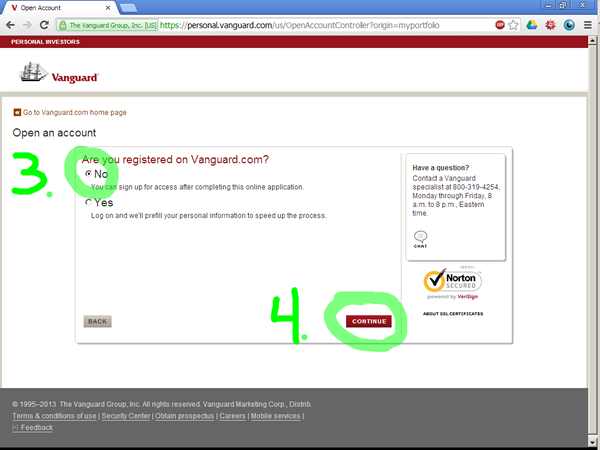 Open Account
The Vanguard Group, Inc. [US] https://personal.vanguard.com/us/OpenAccountController?origin=myportfolio
PERSONAL INVESTORS
Vanguard
Go to Vanguard.com home page
Open an account
3.
Are you registered on Vanguard.com?
No
You can sign up for access after completing this online application.
Yes
Log on and we'll prefill your personal information to speed up the process.
Have a question?
Contact a Vanguard
specialist at 800-319-4254,
Monday through Friday, 8
a.m. to 8 p.m., Eastern
time.
CHAT
Norton
SECURED
powered by VeriSign
ABOUT SSL CERTIFICATES
4.
BACK
CONTINUE
© 1995–2013 The Vanguard Group, Inc. All rights reserved. Vanguard Marketing Corp., Distrib.
Terms & conditions of use | Security Center | Obtain prospectus | Careers | Mobile services |
[+] Feedback